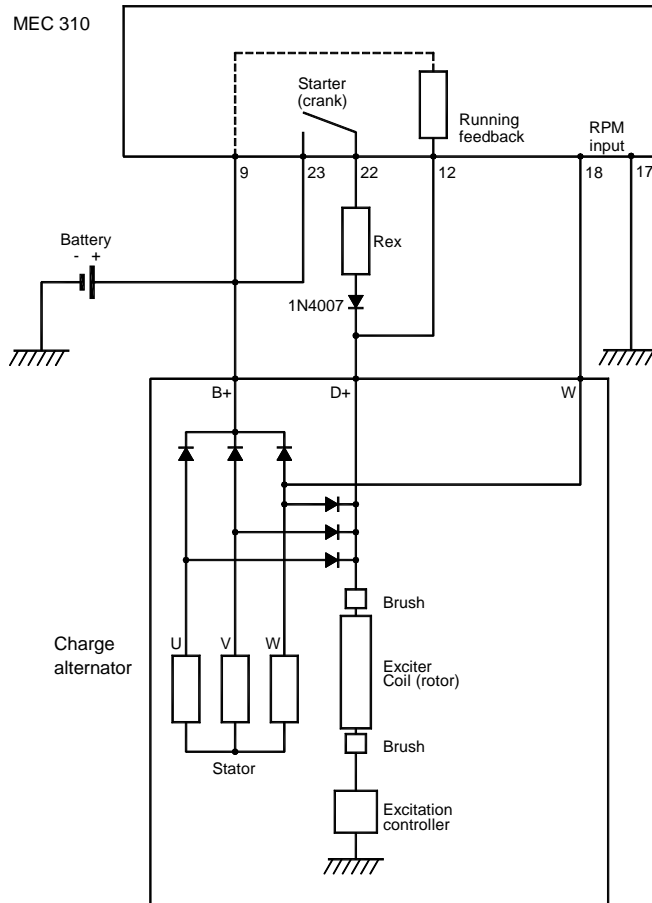 MEC 310
Starter
(crank)
Running
feedback
RPM
input
9
23
22
12
18
17
Battery
- +
Rex
1N4007
B+
D+
W
U
V
W
Brush
Charge
alternator
Exciter
Coil (rotor)
Brush
Stator
Excitation
controller